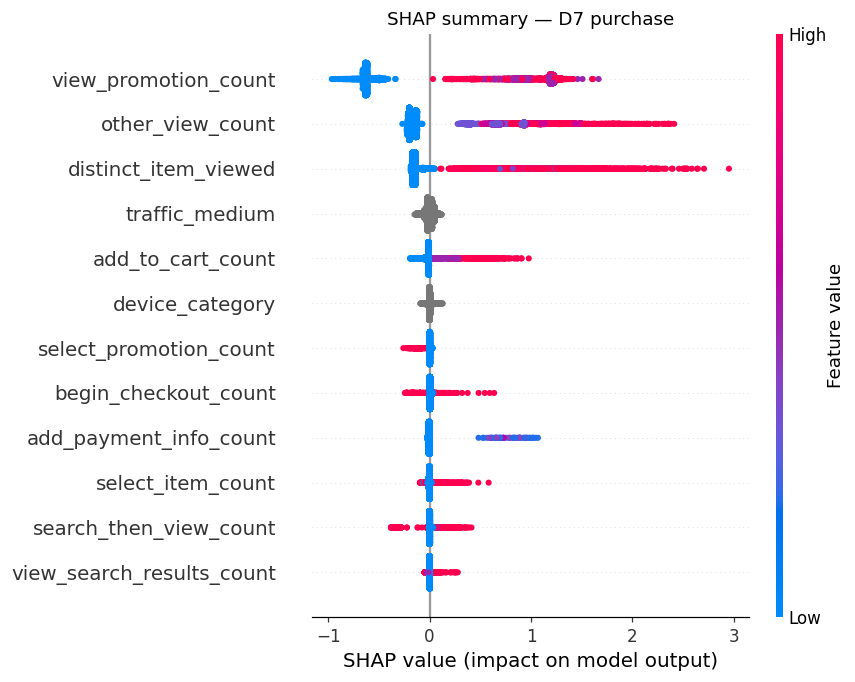 SHAP summary — D7 purchase
High
view_promotion_count
other_view_count
distinct_item_viewed
traffic_medium
add_to_cart_count
device_category
select_promotion_count
begin_checkout_count
add_payment_info_count
select_item_count
search_then_view_count
view_search_results_count
Feature value
Low
−1 0 1 2 3
SHAP value (impact on model output)